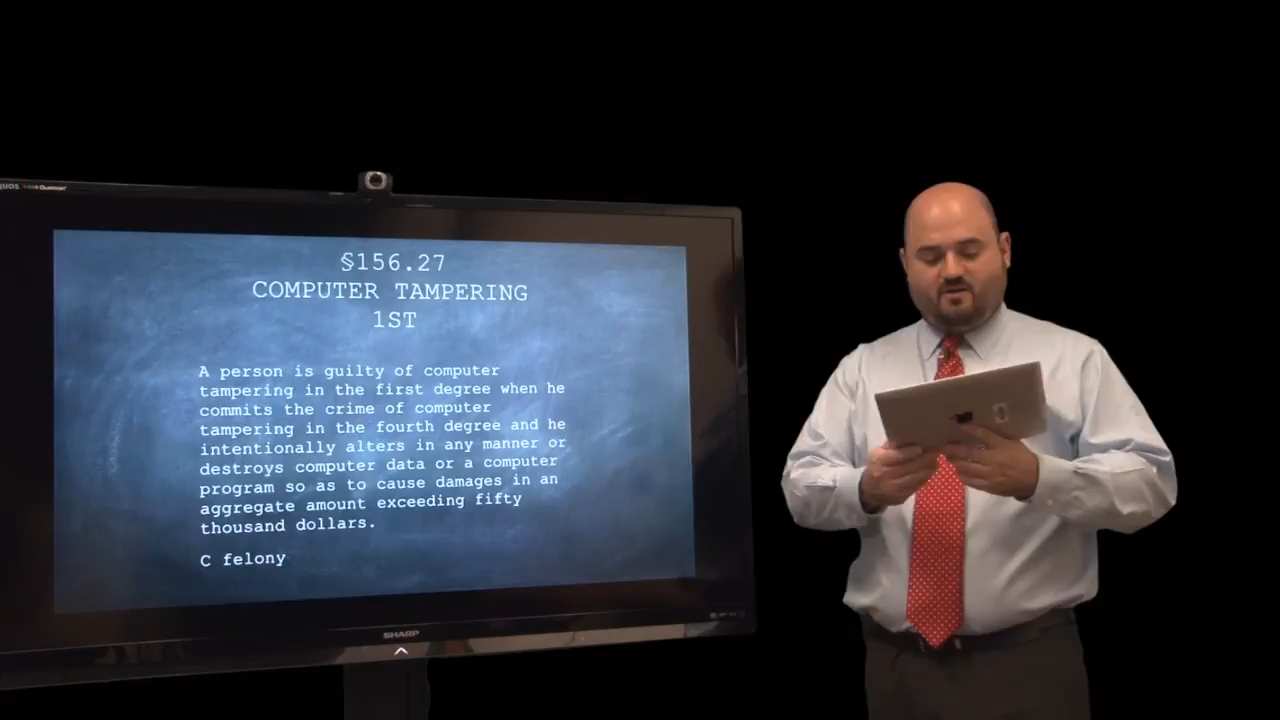 §156.27
COMPUTER TAMPERING
1ST
A person is guilty of computer
tampering in the first degree when he
commits the crime of computer
tampering in the fourth degree and he
intentionally alters in any manner or
destroys computer data or a computer
program so as to cause damages in an
aggregate amount exceeding fifty
thousand dollars.
C felony
SHARP